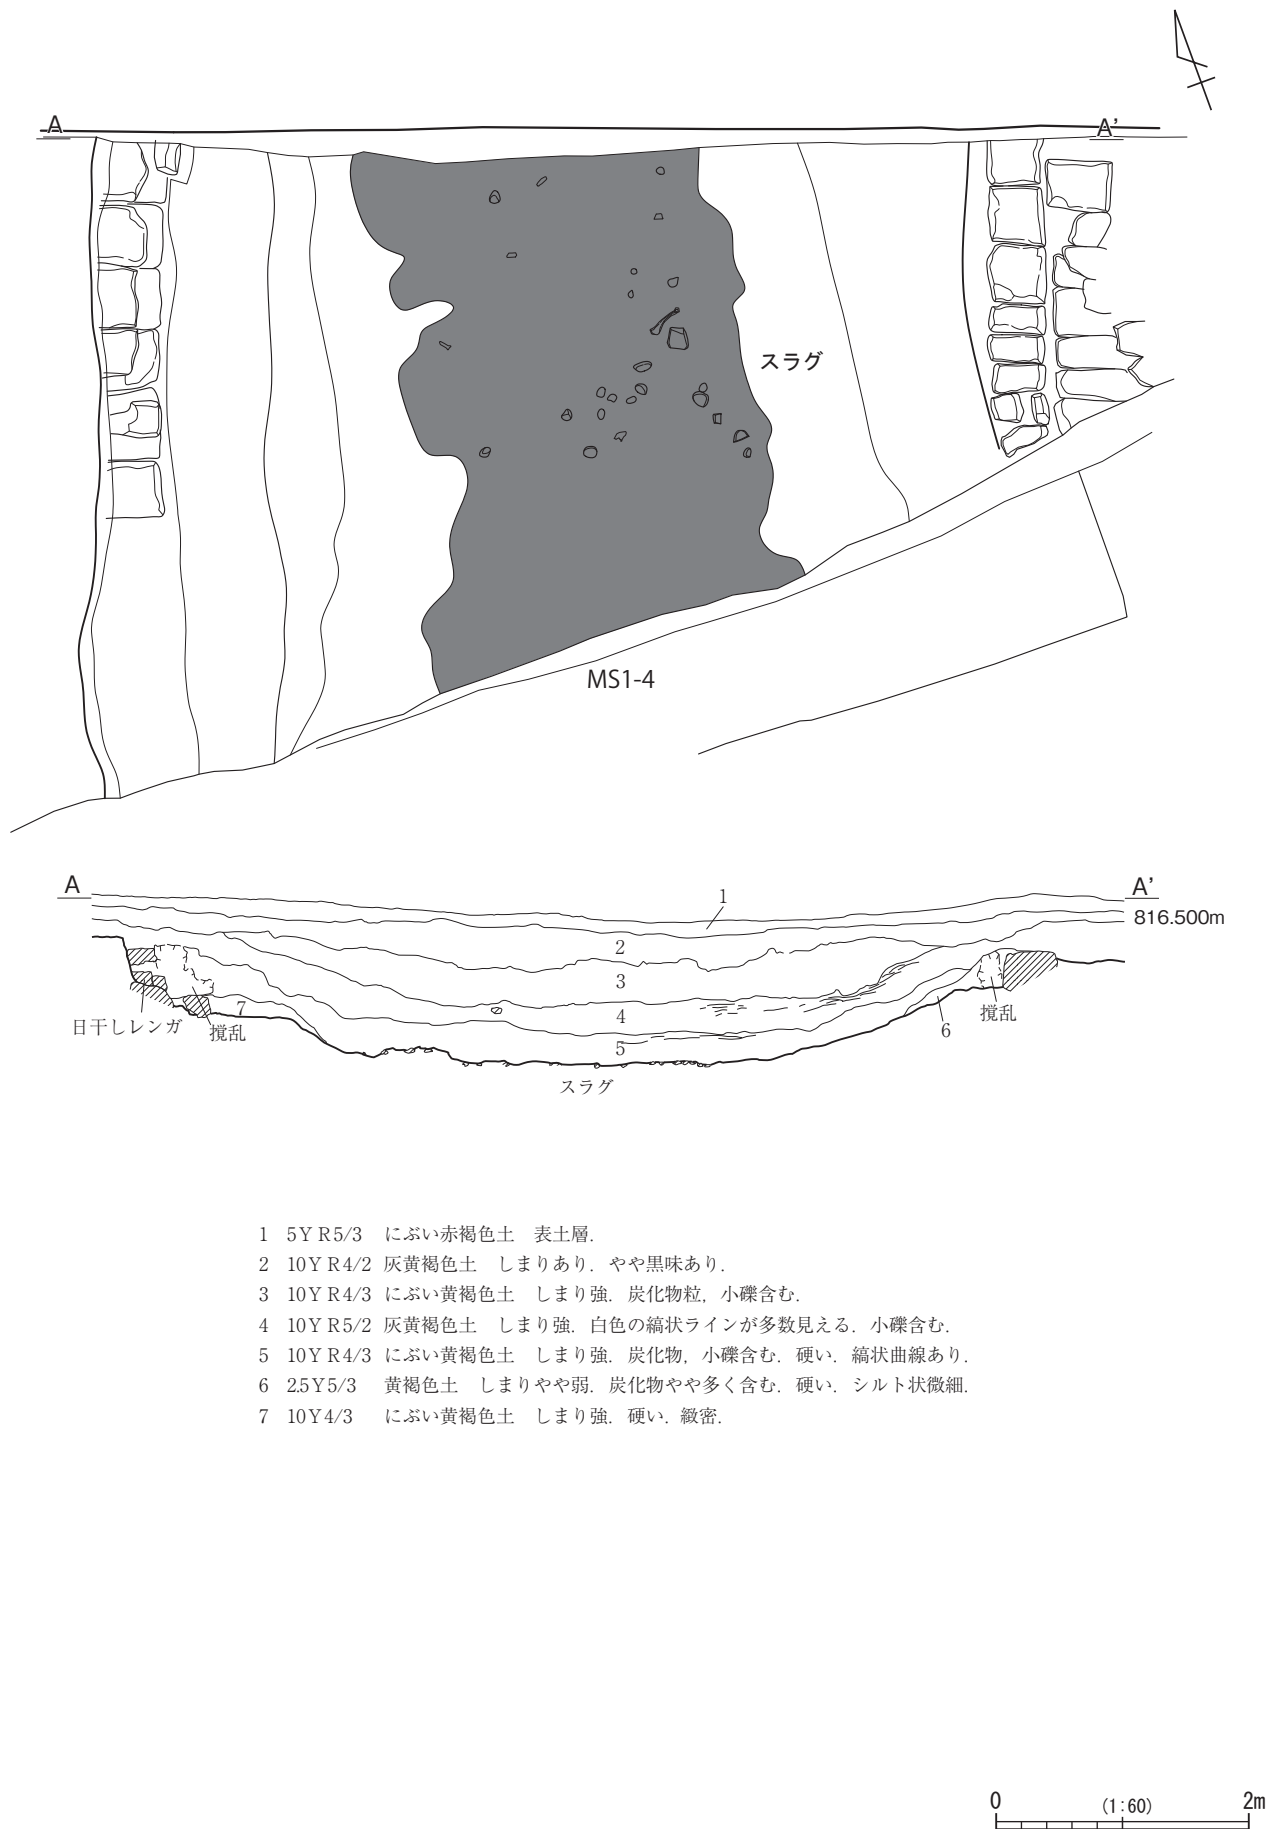 A A'
スラグ
MS1-4
A A'
1
816.500m
2
3
4
5
6
7
日干しレンガ
撹乱
撹乱
スラグ
1 5YR5/3 にぶい赤褐色土 表土層.
2 10YR4/2 灰黄褐色土 しまりあり. やや黒味あり.
3 10YR4/3 にぶい黄褐色土 しまり強. 炭化物粒, 小礫含む.
4 10YR5/2 灰黄褐色土 しまり強. 白色の縞状ラインが多数見える. 小礫含む.
5 10YR4/3 にぶい黄褐色土 しまり強. 炭化物, 小礫含む. 硬い. 縞状曲線あり.
6 2.5Y5/3 黄褐色土 しまりやや弱. 炭化物やや多く含む. 硬い. シルト状微細.
7 10Y4/3 にぶい黄褐色土 しまり強. 硬い. 緻密.
0 (1:60) 2m